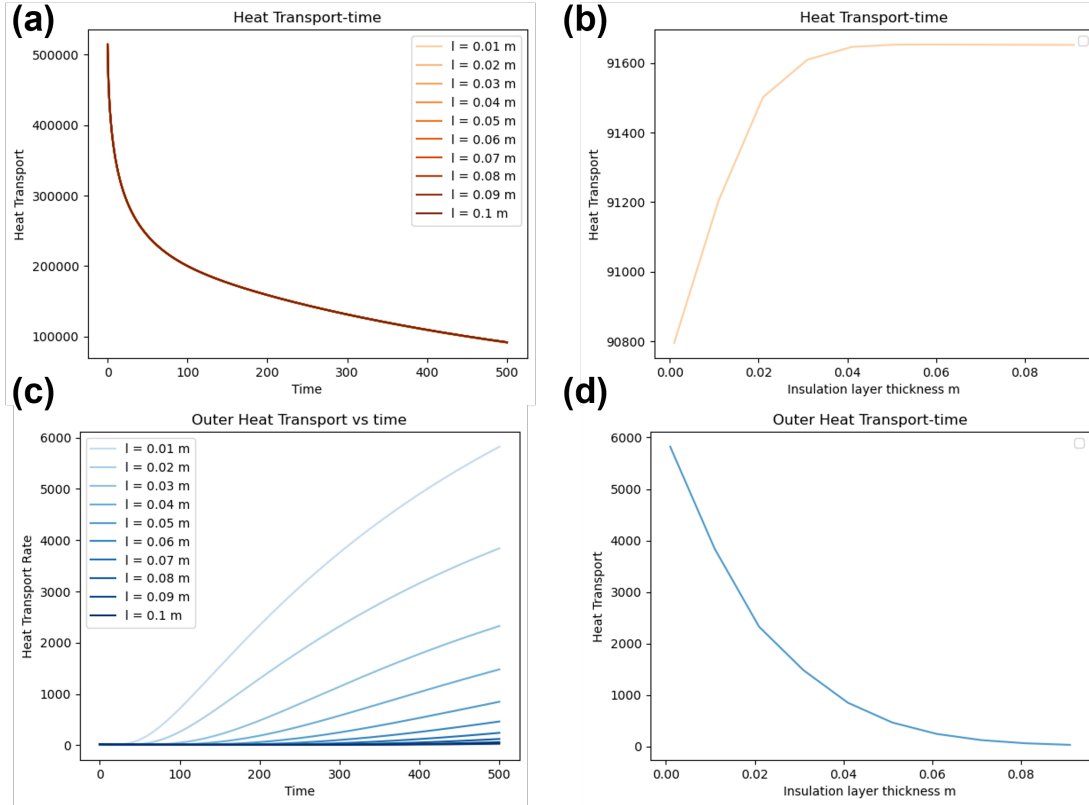 (a)
Heat Transport-time
Heat Transport
500000
400000
300000
200000
100000
0
100
200
300
400
500
Time
l = 0.01 m
l = 0.02 m
l = 0.03 m
l = 0.04 m
l = 0.05 m
l = 0.06 m
l = 0.07 m
l = 0.08 m
l = 0.09 m
l = 0.1 m
(b)
Heat Transport-time
Heat Transport
91600
91400
91200
91000
90800
0.00
0.02
0.04
0.06
0.08
Insulation layer thickness m
(c)
Outer Heat Transport vs time
Heat Transport Rate
6000
5000
4000
3000
2000
1000
0
0
100
200
300
400
500
Time
l = 0.01 m
l = 0.02 m
l = 0.03 m
l = 0.04 m
l = 0.05 m
l = 0.06 m
l = 0.07 m
l = 0.08 m
l = 0.09 m
l = 0.1 m
(d)
Outer Heat Transport-time
Heat Transport
6000
5000
4000
3000
2000
1000
0
0.00
0.02
0.04
0.06
0.08
Insulation layer thickness m